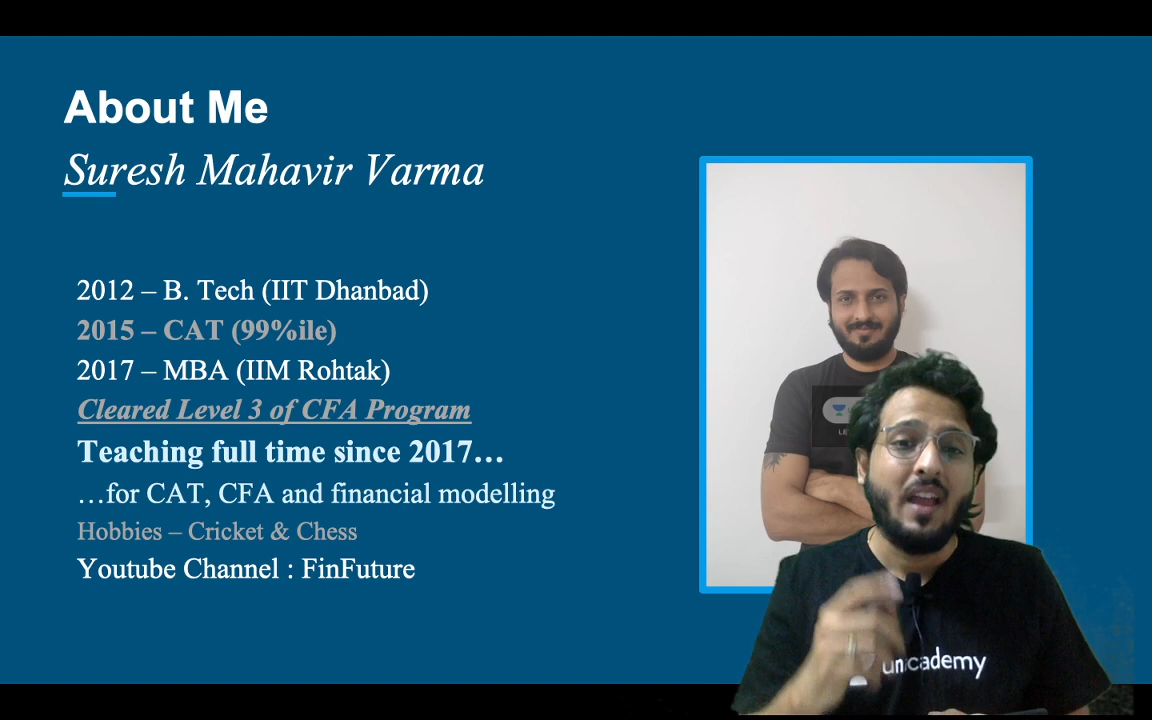 About Me
Suresh Mahavir Varma
2012 – B. Tech (IIT Dhanbad)
2015 – CAT (99%ile)
2017 – MBA (IIM Rohtak)
Cleared Level 3 of CFA Program
Teaching full time since 2017…
…for CAT, CFA and financial modelling
Hobbies – Cricket & Chess
Youtube Channel : FinFuture
unacademy